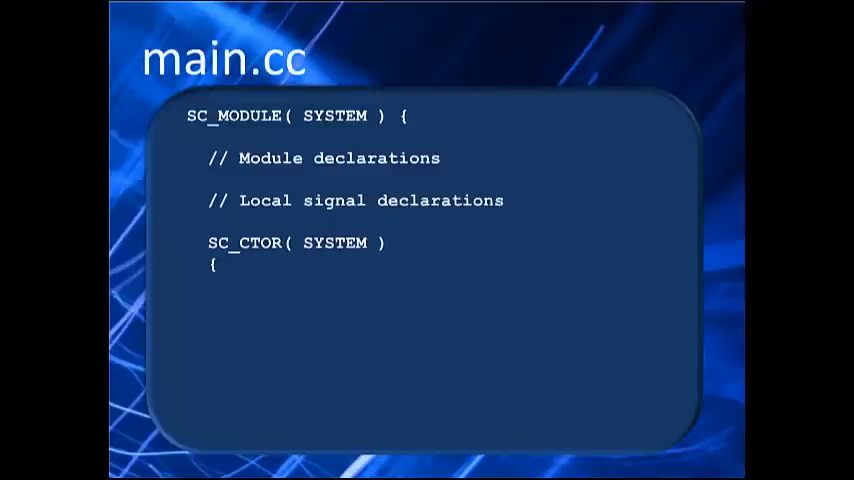 main.cc
SC_MODULE( SYSTEM ) {
// Module declarations
// Local signal declarations
SC_CTOR( SYSTEM )
{